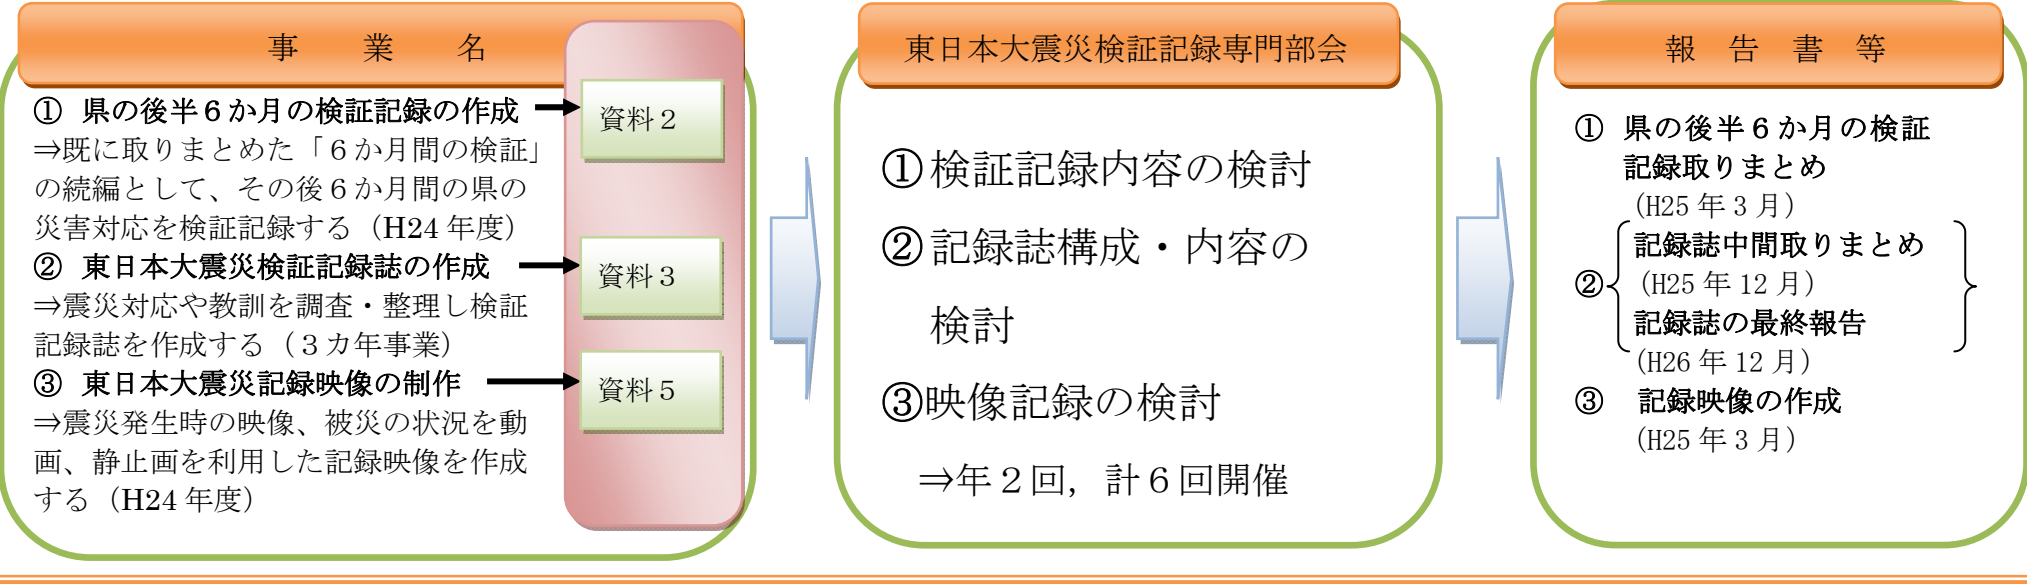 事 業 名
① 県の後半６か月の検証記録の作成
⇒既に取りまとめた「６か月間の検証」
の続編として、その後６か月間の県の
災害対応を検証記録する（H24 年度）
② 東日本大震災検証記録誌の作成
⇒震災対応や教訓を調査・整理し検証
記録誌を作成する（３カ年事業）
③ 東日本大震災記録映像の制作
⇒震災発生時の映像、被災の状況を動
画、静止画を利用した記録映像を作成
する（H24 年度）
資料２
資料３
資料５
東日本大震災検証記録専門部会
①検証記録内容の検討
②記録誌構成・内容の
検討
③映像記録の検討
⇒年２回，計６回開催
報 告 書 等
① 県の後半６か月の検証
記録取りまとめ
（H25 年 3 月）
②
記録誌中間取りまとめ
（H25 年 12 月）
記録誌の最終報告
（H26 年 12 月）
③ 記録映像の作成
（H25 年 3 月）